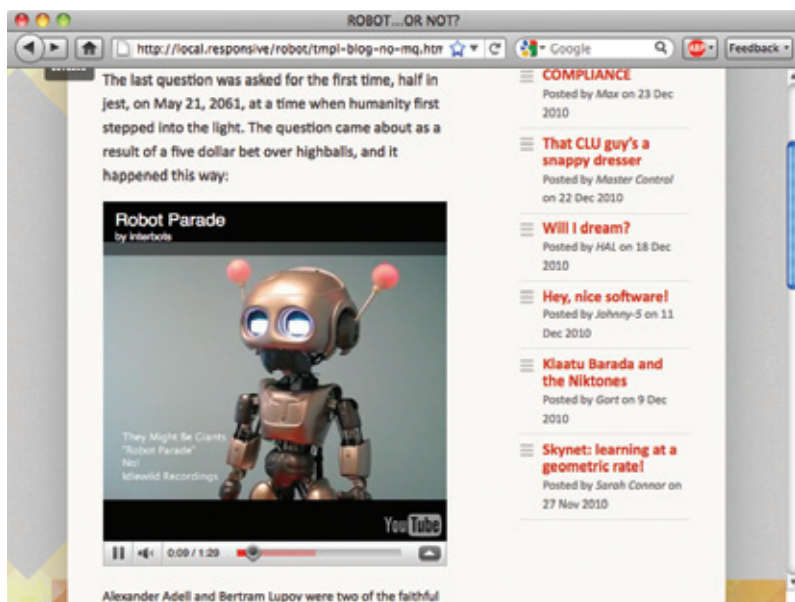 ROBOT...OR NOT?
http://local.responsive/robot/tmpl-blog-no-mq.htm
Google
ABP
Feedback
The last question was asked for the first time, half in
jest, on May 21, 2061, at a time when humanity first
stepped into the light. The question came about as a
result of a five dollar bet over highballs, and it
happened this way:
Robot Parade
by interbots
They Might Be Giants
"Robot Parade"
No!
Idlewild Recordings
YouTube
0:09 / 1:29
Alexander Adell and Bertram Lupov were two of the faithful
COMPLIANCE
Posted by Max on 23 Dec
2010
That CLU guy's a
snappy dresser
Posted by Master Control
on 22 Dec 2010
Will I dream?
Posted by HAL on 18 Dec
2010
Hey, nice software!
Posted by Johnny-5 on 11
Dec 2010
Klaatu Barada and
the Niktones
Posted by Gort on 9 Dec
2010
Skynet: learning at a
geometric rate!
Posted by Sarah Connor on
27 Nov 2010